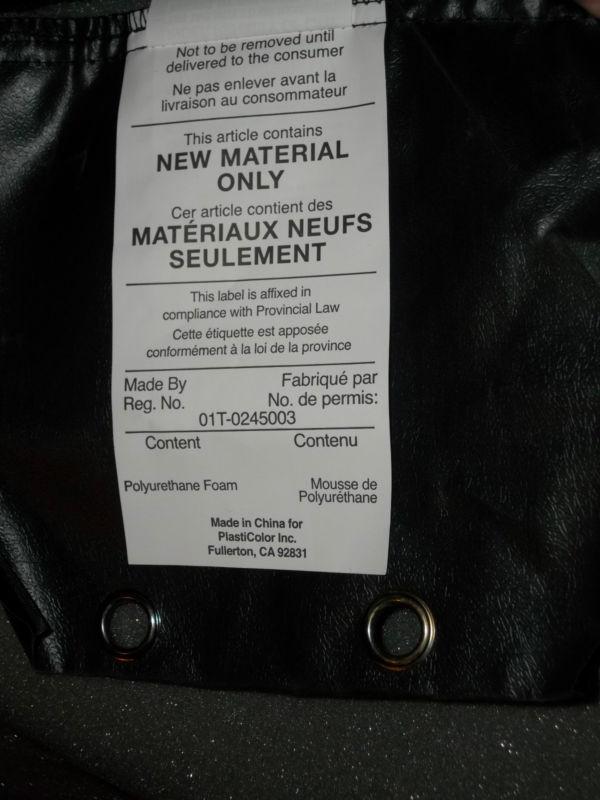 Not to be removed until
delivered to the consumer
Ne pas enlever avant la
livraison au consommateur
This article contains
NEW MATERIAL
ONLY
Cer article contient des
MATÉRIAUX NEUFS
SEULEMENT
This label is affixed in
compliance with Provincial Law
Cette étiquette est apposée
conformément à la loi de la province
Made By Fabriqué par
Reg. No. No. de permis:
01T-0245003
Content Contenu
Polyurethane Foam Mousse de
Polyuréthane
Made in China for
PlastiColor Inc.
Fullerton, CA 92831